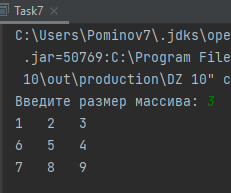 Task7
C:\Users\Pominov7\.jdks\ope
.jar=50769:C:\Program File
10\out\production\DZ 10" c
Введите размер массива: 3
1 2 3
6 5 4
7 8 9